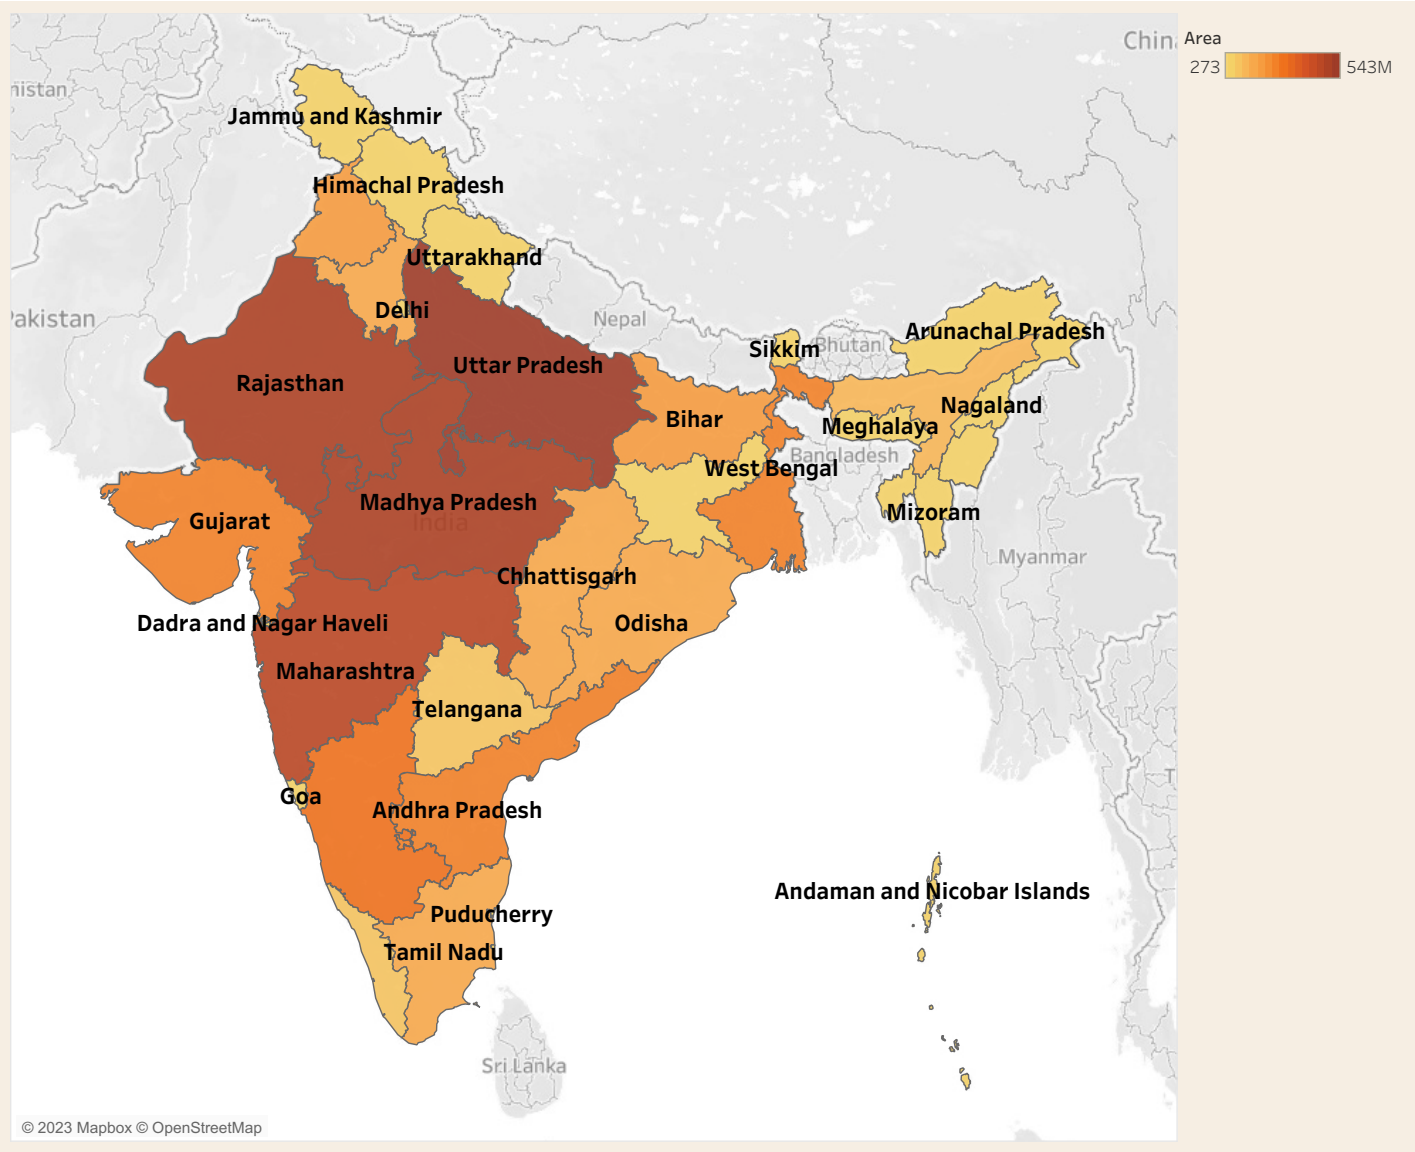 China
Area
273
543M
nistan
Jammu and Kashmir
Himachal Pradesh
Uttarakhand
Delhi
Pakistan
Nepal
Arunachal Pradesh
Sikkim
Bhutan
Uttar Pradesh
Rajasthan
Nagaland
Bihar
Meghalaya
Bangladesh
West Bengal
Madhya Pradesh
India
Mizoram
Gujarat
Myanmar
Chhattisgarh
Dadra and Nagar Haveli
Odisha
Maharashtra
Telangana
T
Goa
Andhra Pradesh
Andaman and Nicobar Islands
Puducherry
Tamil Nadu
Sri Lanka
© 2023 Mapbox © OpenStreetMap